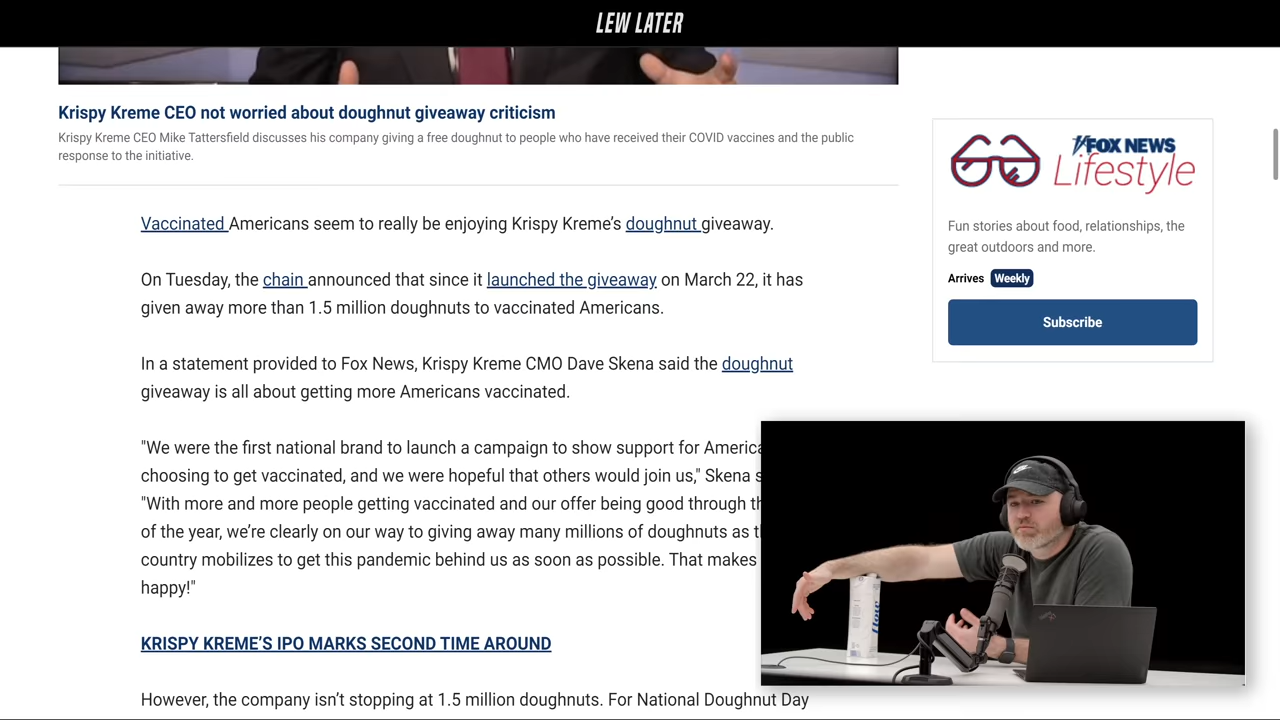 LEW LATER
Krispy Kreme CEO not worried about doughnut giveaway criticism
Krispy Kreme CEO Mike Tattersfield discusses his company giving a free doughnut to people who have received their COVID vaccines and the public
response to the initiative.
FOX NEWS
Lifestyle
Fun stories about food, relationships, the
great outdoors and more.
Arrives Weekly
Subscribe
Vaccinated Americans seem to really be enjoying Krispy Kreme’s doughnut giveaway.
On Tuesday, the chain announced that since it launched the giveaway on March 22, it has
given away more than 1.5 million doughnuts to vaccinated Americans.
In a statement provided to Fox News, Krispy Kreme CMO Dave Skena said the doughnut
giveaway is all about getting more Americans vaccinated.
"We were the first national brand to launch a campaign to show support for
choosing to get vaccinated, and we were hopeful that others would join us," Skena
"With more and more people getting vaccinated and our offer being good through
of the year, we’re clearly on our way to giving away many millions of doughnuts as
country mobilizes to get this pandemic behind us as soon as possible. That makes
happy!"
KRISPY KREME’S IPO MARKS SECOND TIME AROUND
However, the company isn’t stopping at 1.5 million doughnuts. For National Doughnut Day
flow